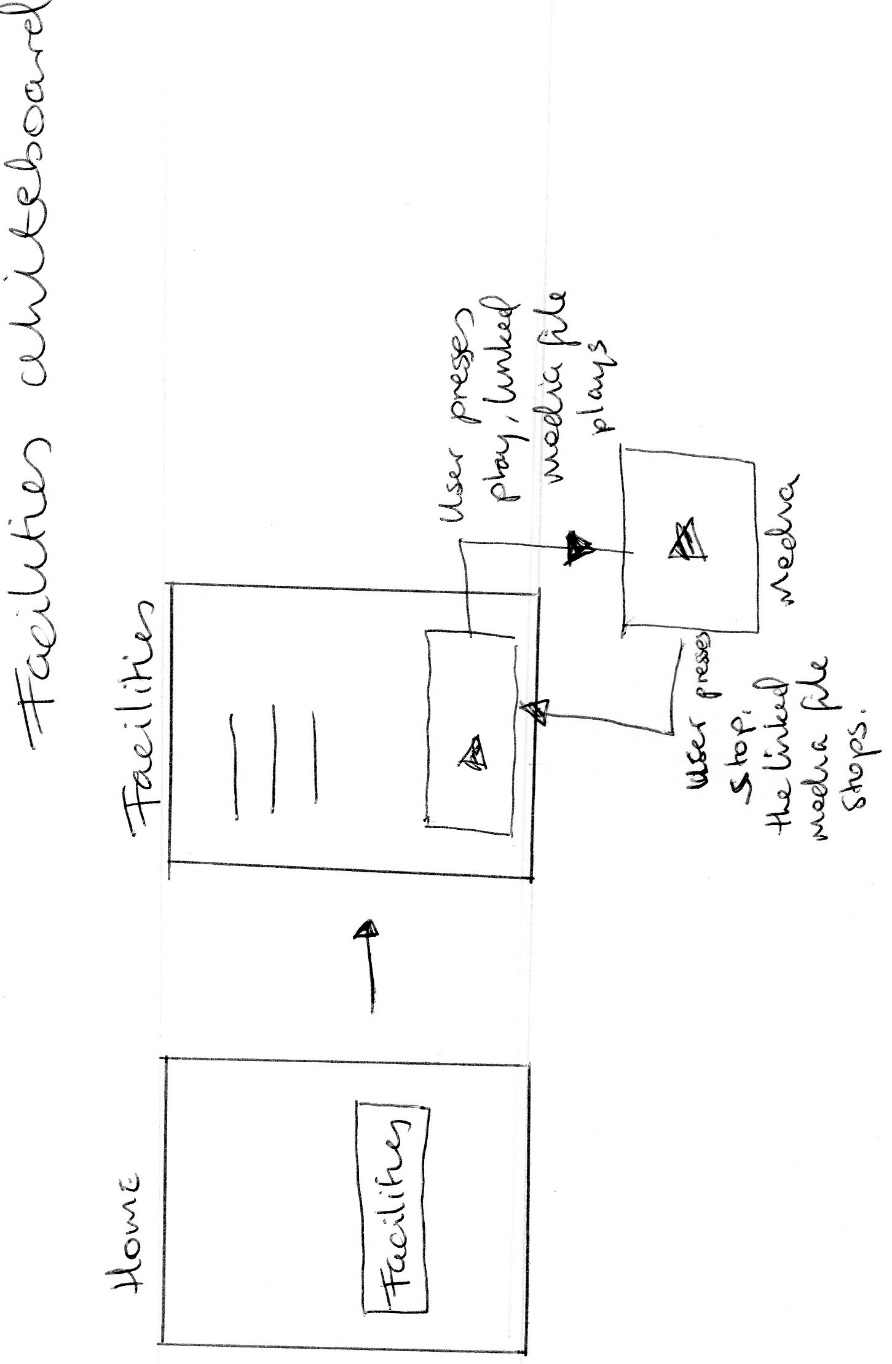 Facilities whiteboard
Home
Facilities
Facilities
User presses
play, linked
media file
plays
Media
User presses
stop,
the linked
media file
stops.